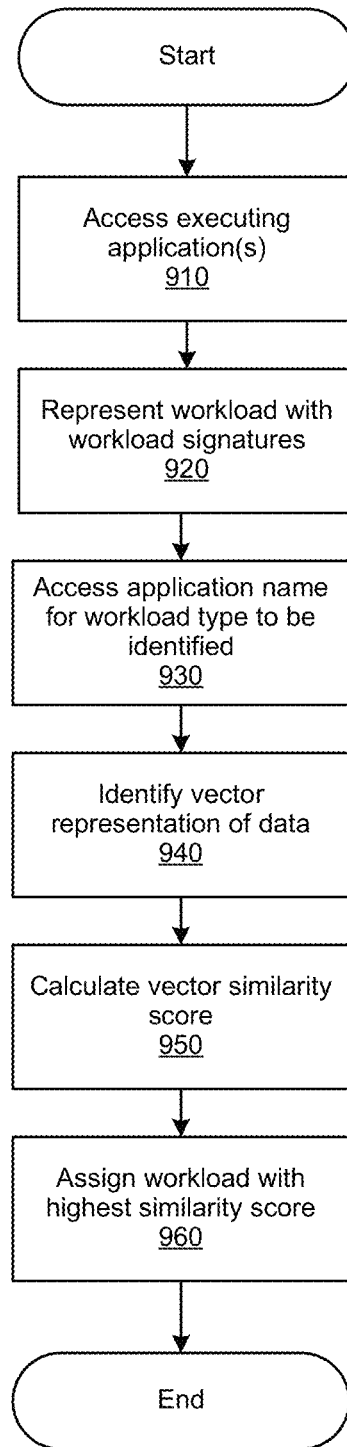 Start
Access executing
application(s)
910
Represent workload with
workload signatures
920
Access application name
for workload type to be
identified
930
Identify vector
representation of data
940
Calculate vector similarity
score
950
Assign workload with
highest similarity score
960
End